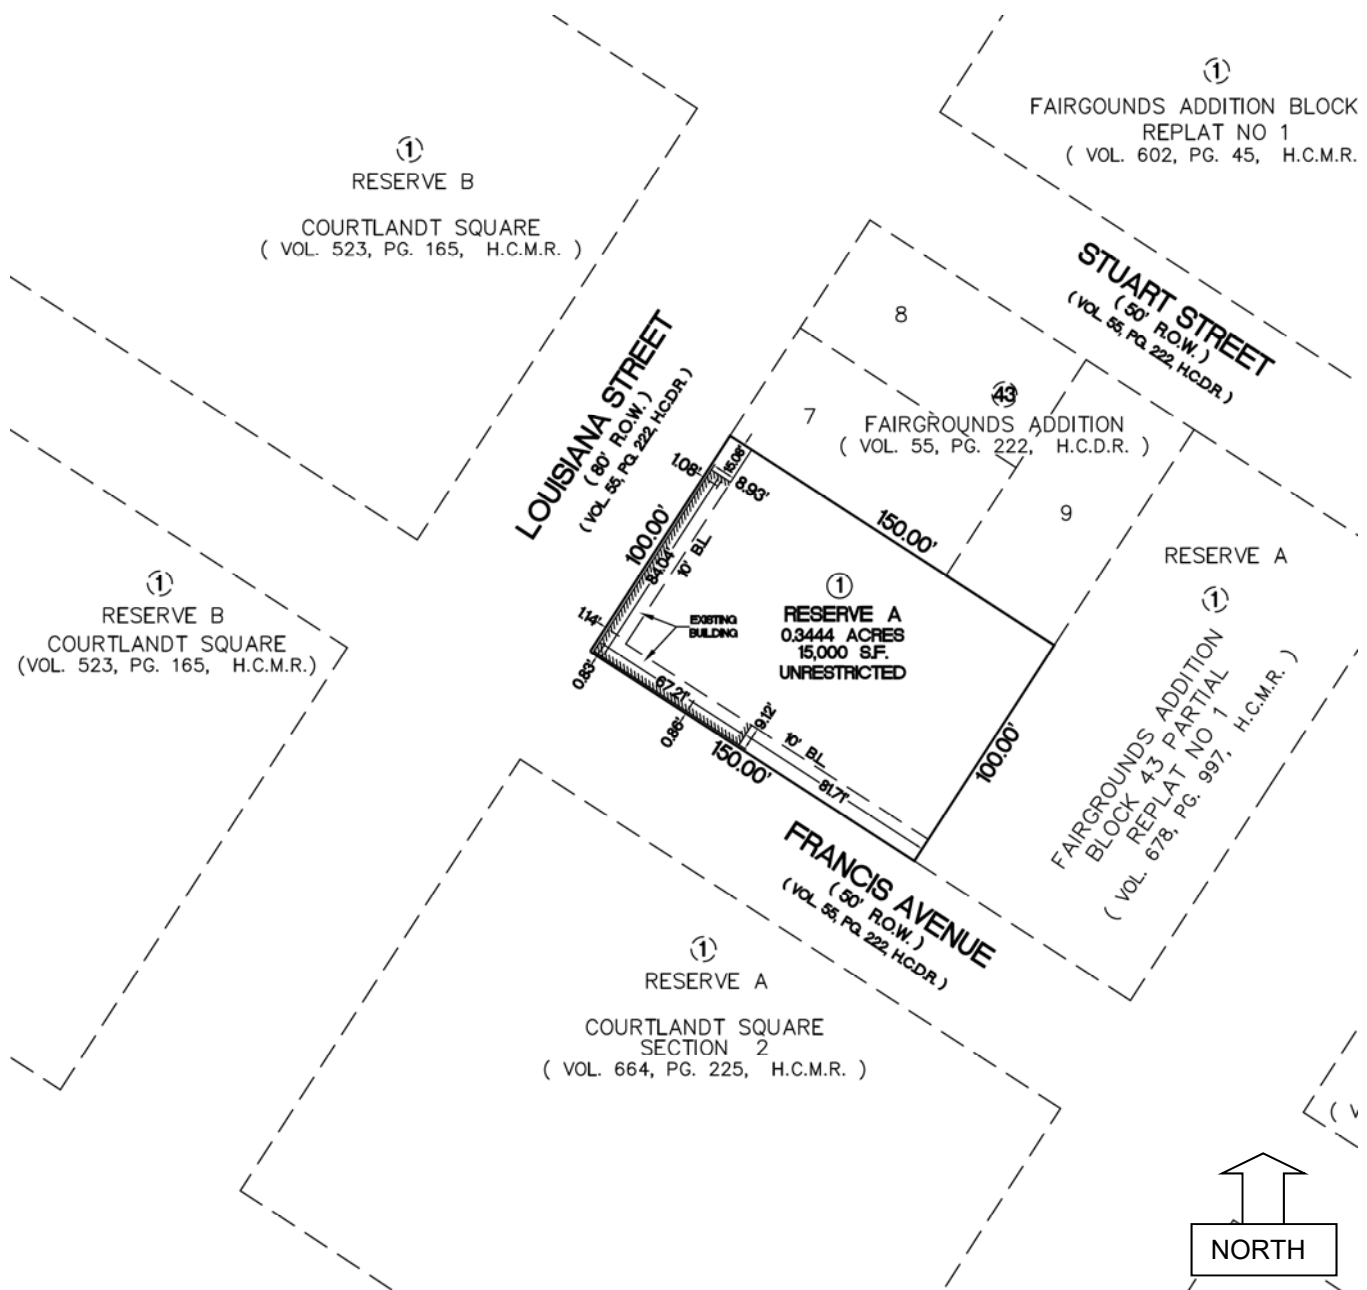 1
FAIRGOUNDS ADDITION BLOCK
REPLAT NO 1
( VOL. 602, PG. 45, H.C.M.R.
1
RESERVE B
COURTLANDT SQUARE
( VOL. 523, PG. 165, H.C.M.R. )
STUART STREET
( 50' R.O.W. )
( VOL. 55, PG. 222, H.C.D.R. )
8
LOUISIANA STREET
( 80' R.O.W. )
( VOL. 55, PG. 222, H.C.D.R. )
43
7
FAIRGROUNDS ADDITION
( VOL. 55, PG. 222, H.C.D.R. )
9
1.08'
15.08'
8.93'
100.00'
84.04'
10' B.L.
150.00'
1
RESERVE A
0.3444 ACRES
15,000 S.F.
UNRESTRICTED
EXISTING
BUILDING
1.14'
0.83'
67.21'
0.86'
9.12'
150.00'
10' B.L.
81.71'
100.00'
RESERVE A
1
FAIRGROUNDS ADDITION
BLOCK 43 PARTIAL
REPLAT NO 1
( VOL. 678, PG. 997, H.C.M.R. )
1
RESERVE B
COURTLANDT SQUARE
(VOL. 523, PG. 165, H.C.M.R.)
FRANCIS AVENUE
( 50' R.O.W. )
( VOL. 55, PG. 222, H.C.D.R. )
1
RESERVE A
COURTLANDT SQUARE
SECTION 2
( VOL. 664, PG. 225, H.C.M.R. )
( V
NORTH